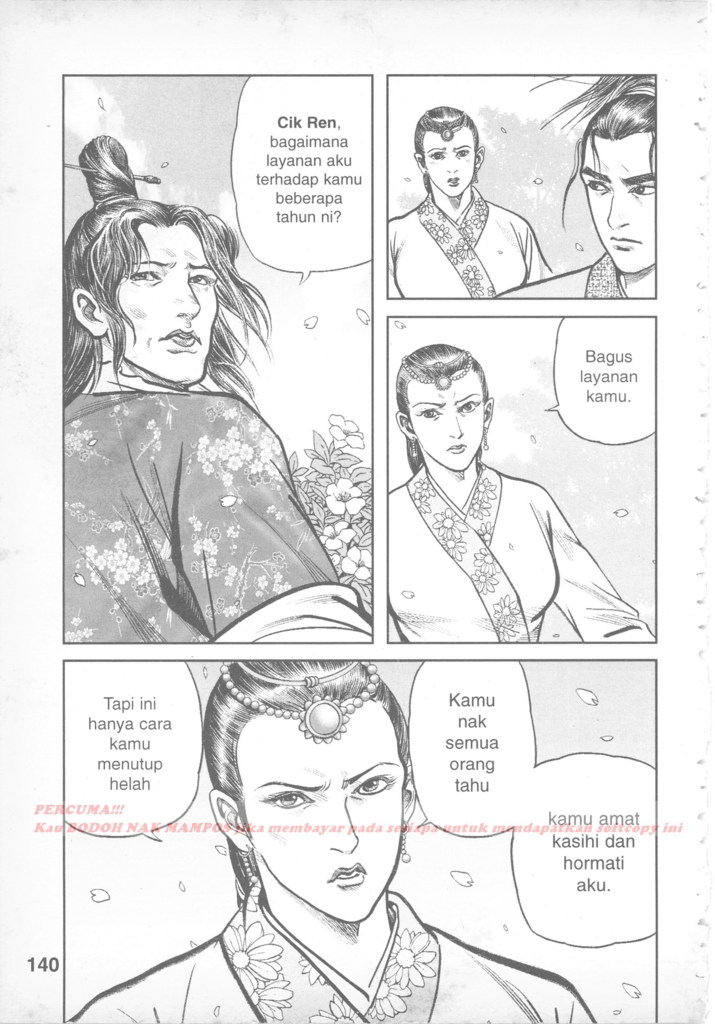 Cik Ren,
bagaimana
layanan aku
terhadap kamu
beberapa
tahun ni?
Bagus
layanan
kamu.
Tapi ini
hanya cara
kamu
menutup
helah
Kamu
nak
semua
orang
tahu
kamu amat
kasihi dan
hormati
aku.
PERCUMA!!!
Kau BODOH NAK MAMPOS jika membayar pada sesiapa untuk mendapatkan softcopy ini
140